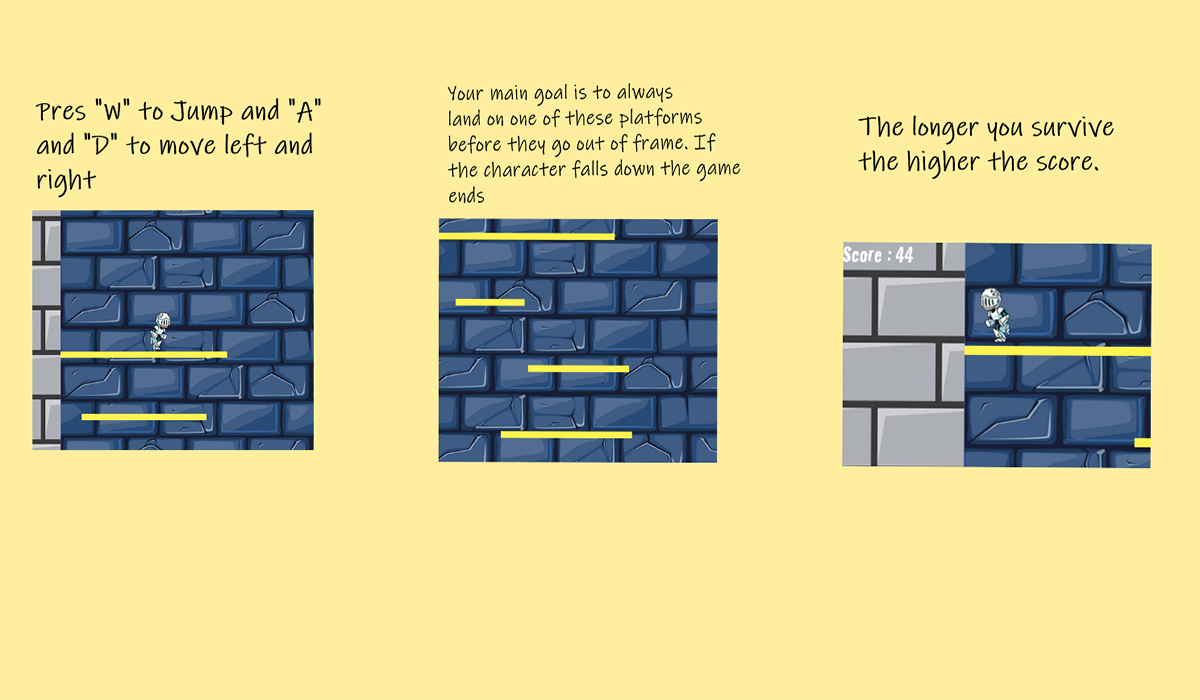 Pres "W" to Jump and "A"
and "D" to move left and
right
Your main goal is to always
land on one of these platforms
before they go out of frame. If
the character falls down the game
ends
The longer you survive
the higher the score.
Score : 44